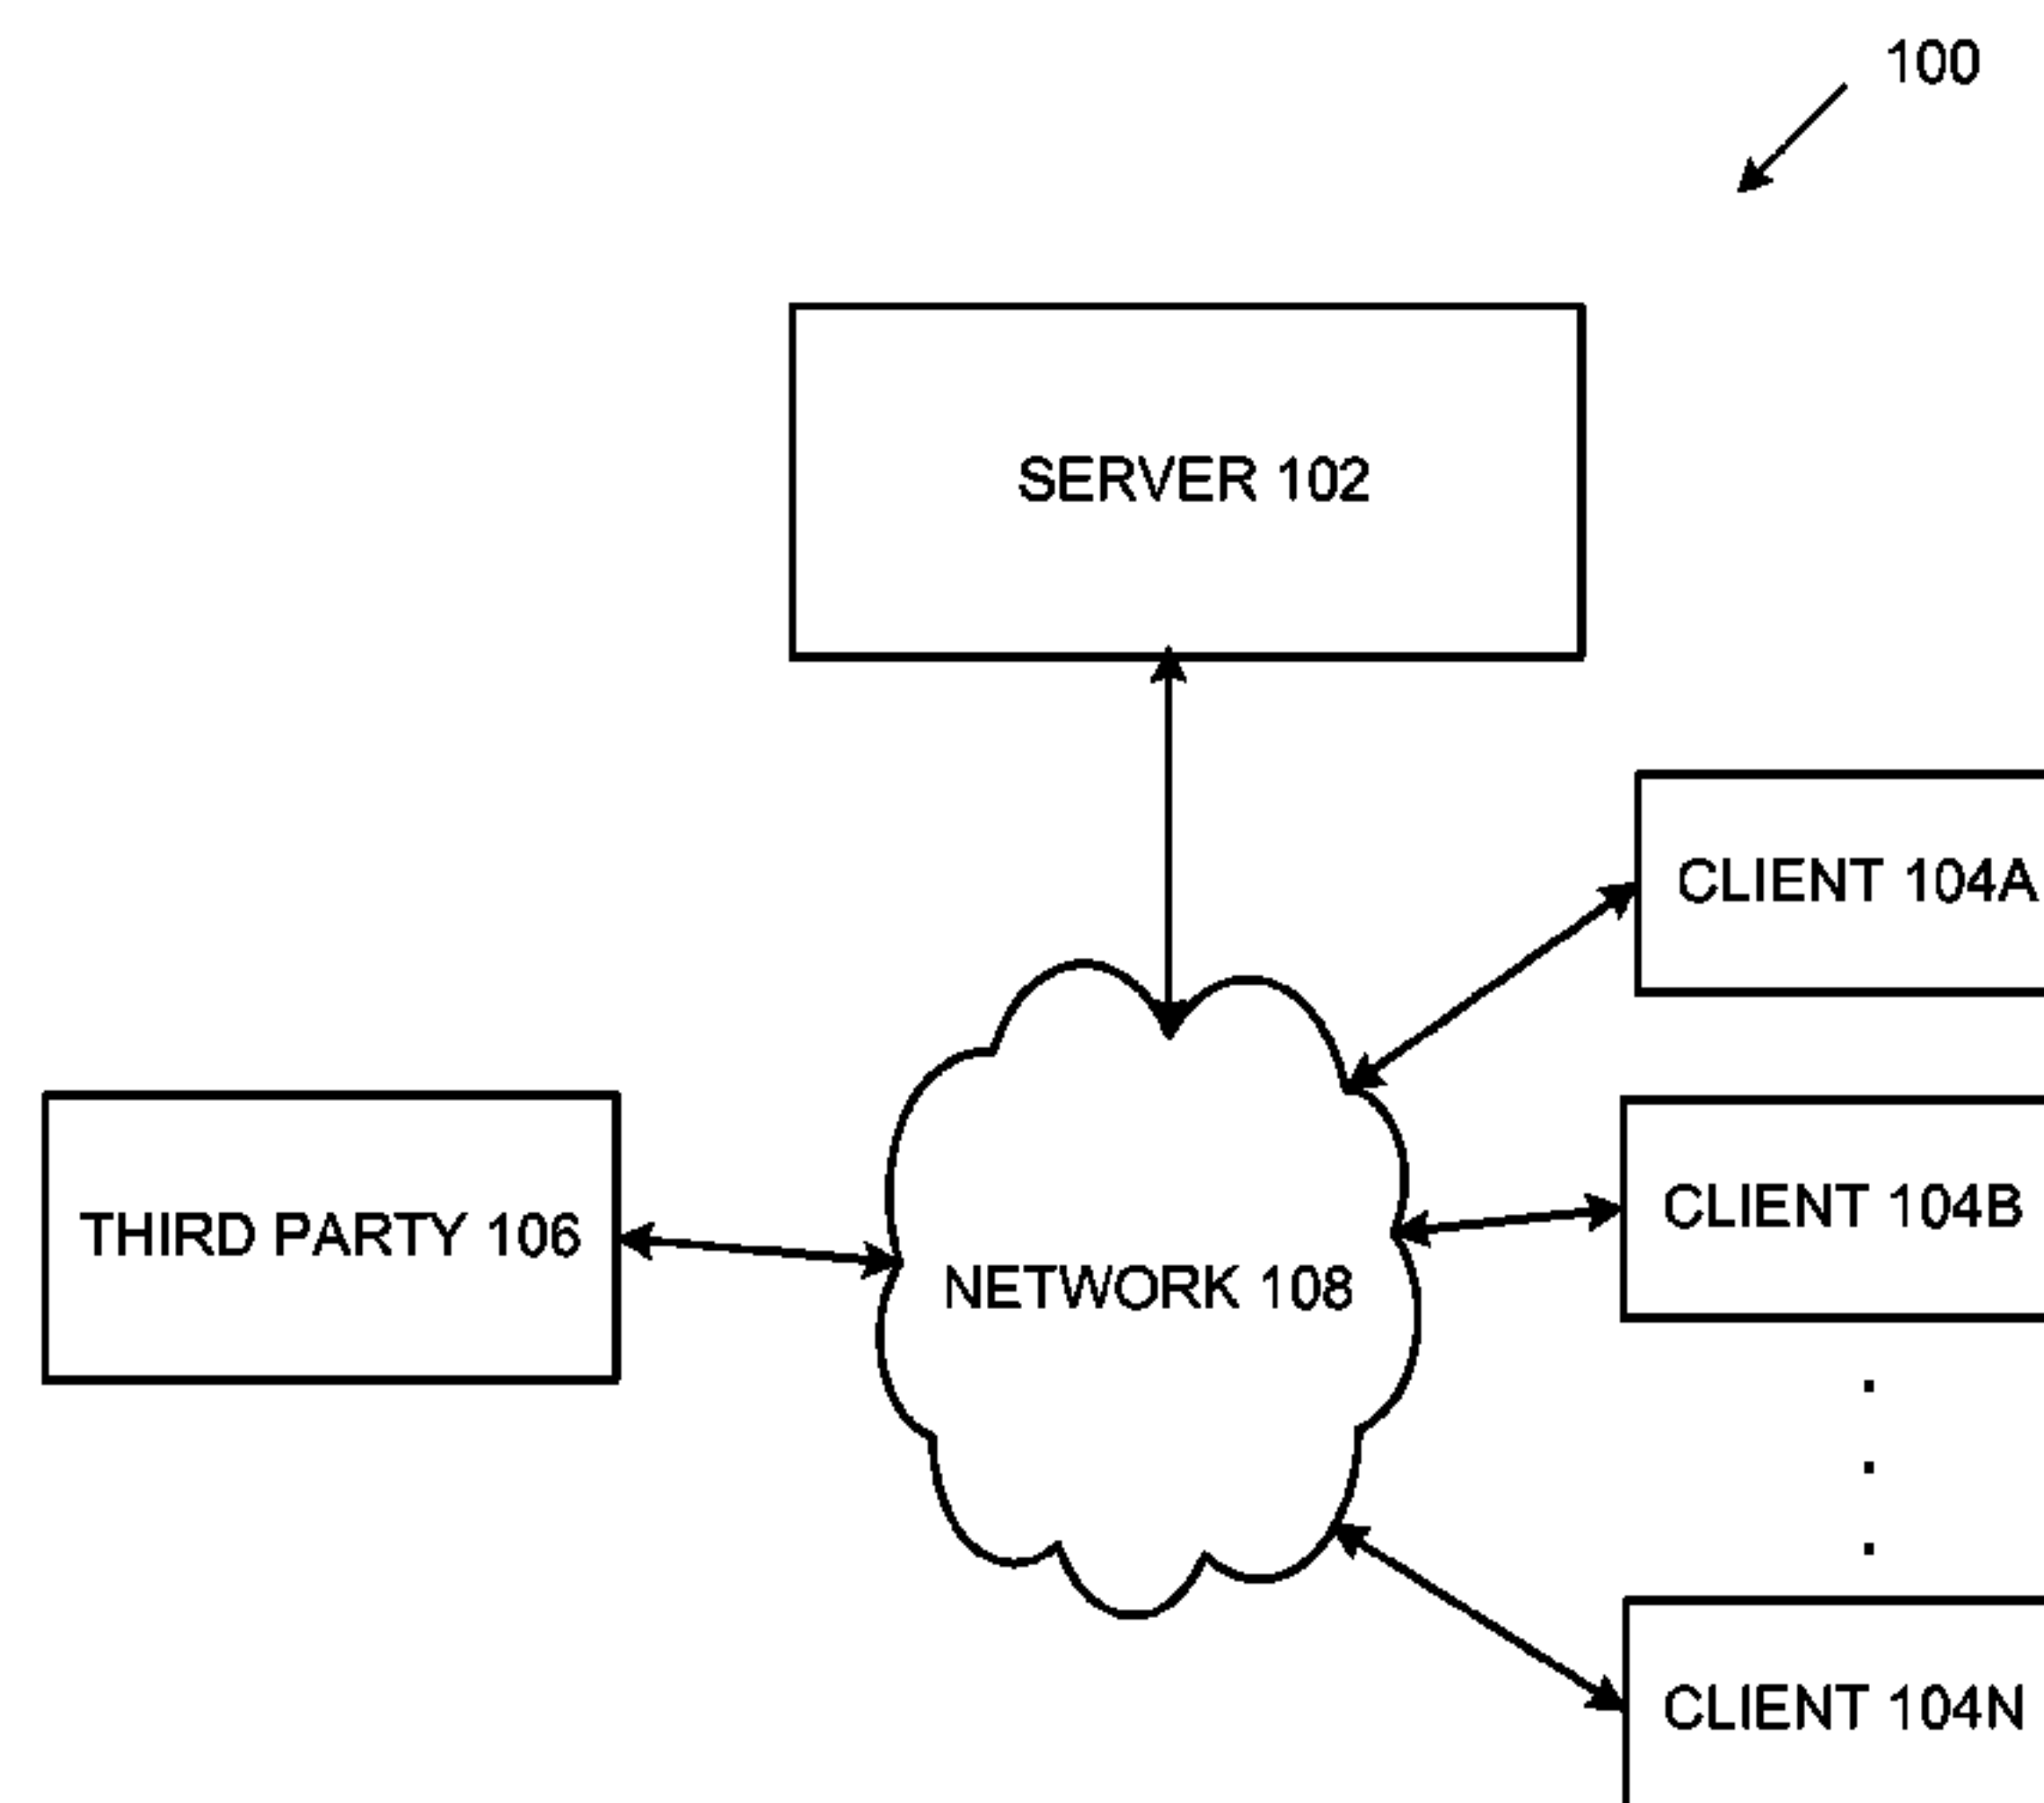 100
SERVER 102
CLIENT 104A
CLIENT 104B
THIRD PARTY 106
NETWORK 108
CLIENT 104N